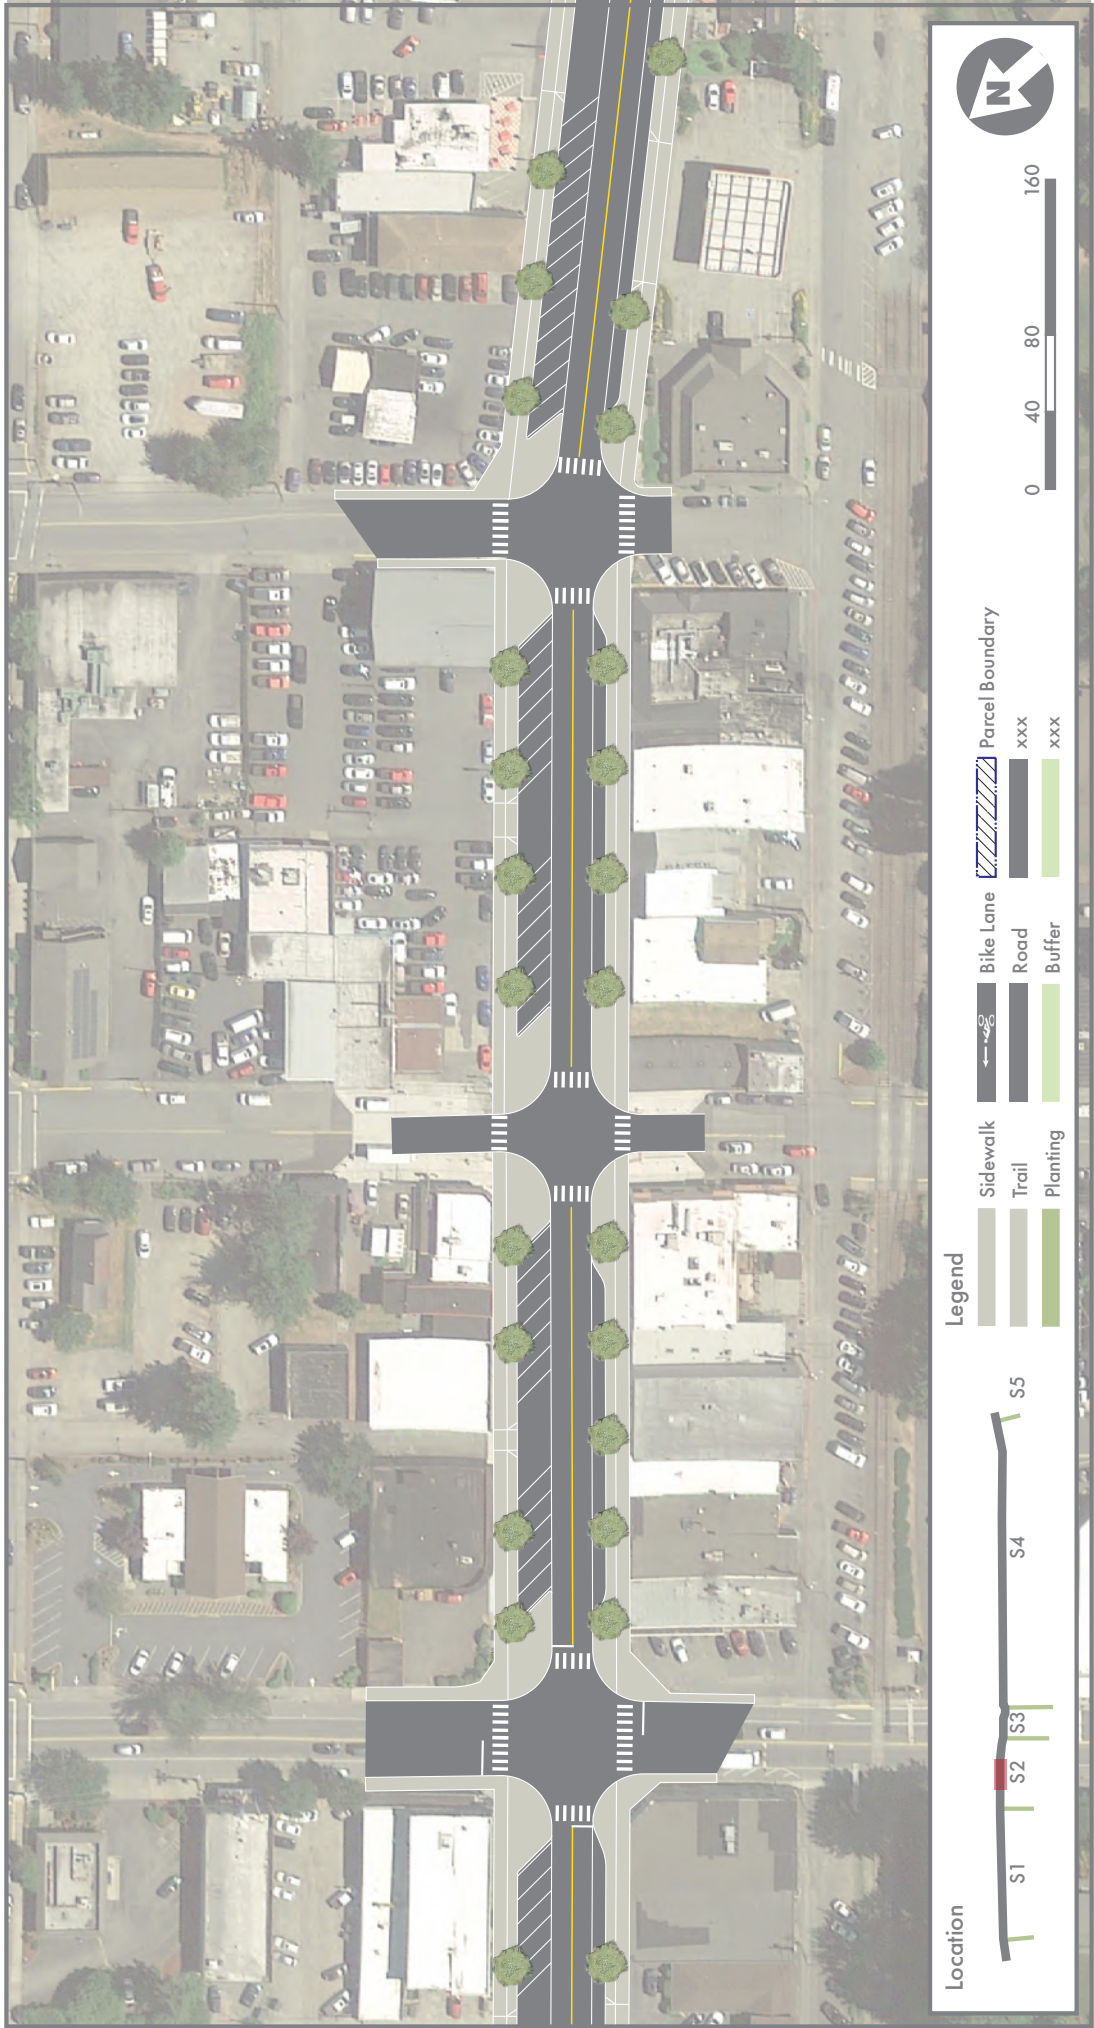 Location
S1
S2
S3
S4
S5
Legend
Sidewalk
Bike Lane
Parcel Boundary
Trail
Road
xxx
Planting
Buffer
xxx
0
40
80
160
N